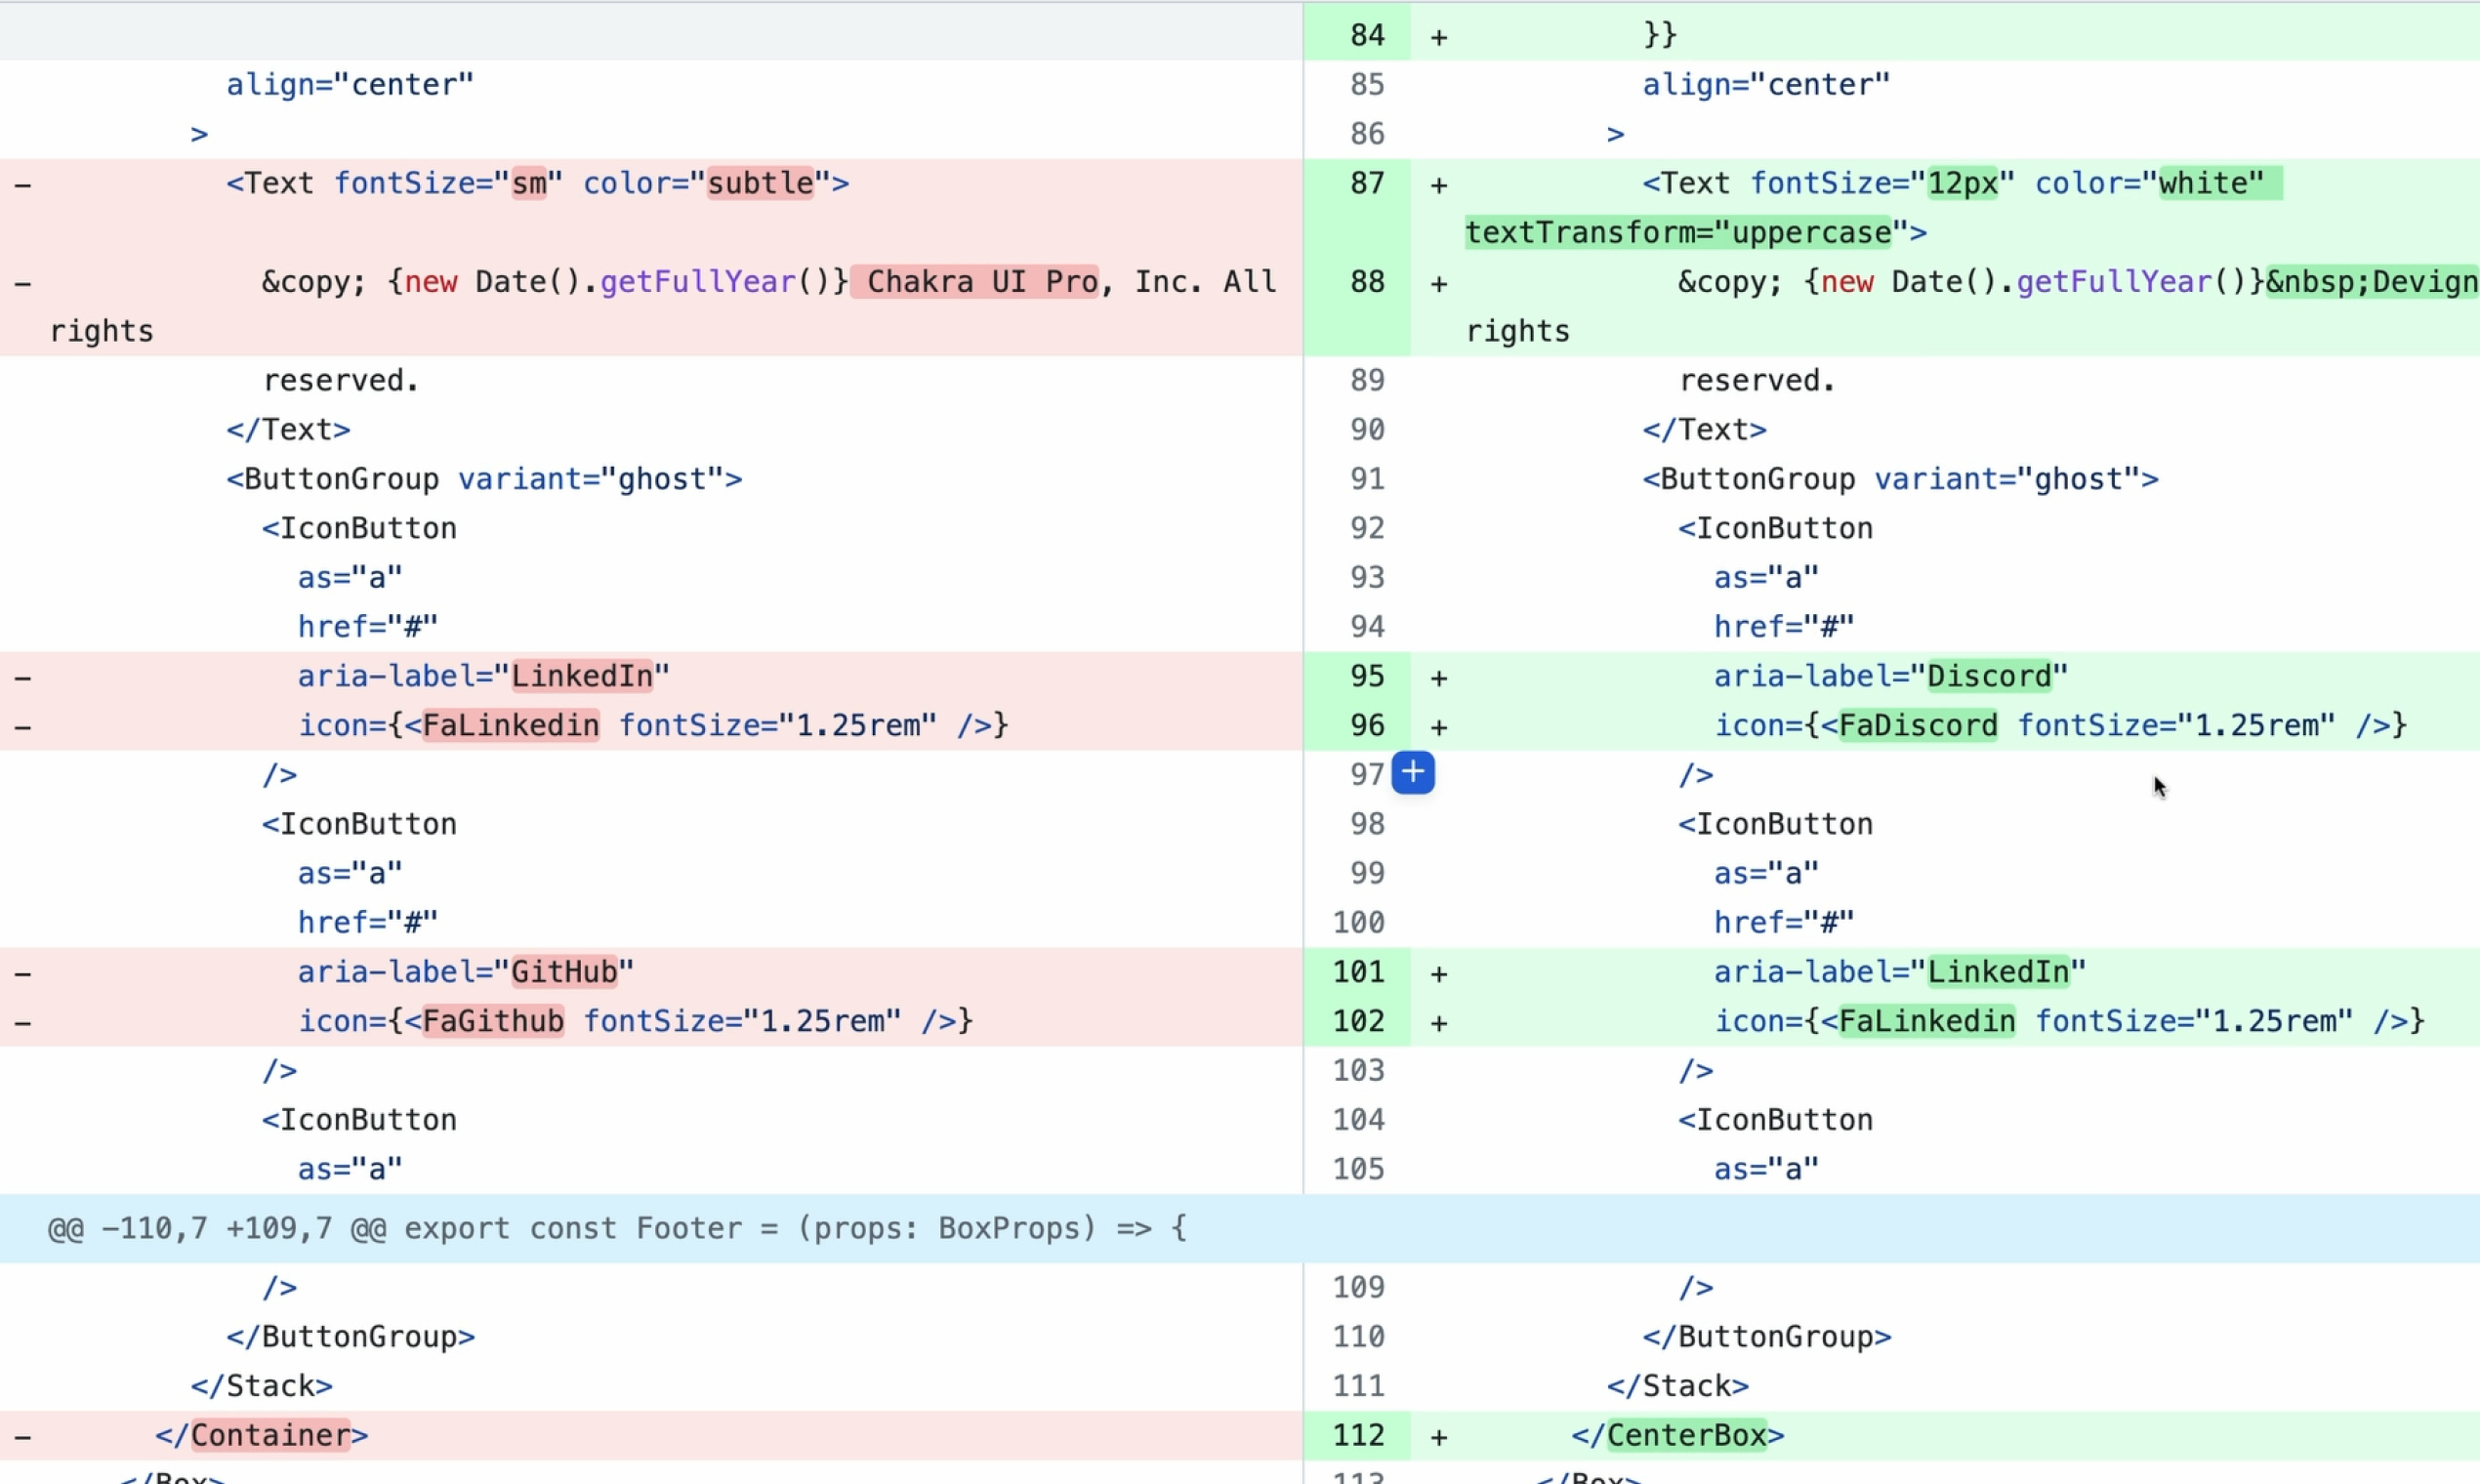 84 + }}
align="center" 85 align="center"
> 86 >
- <Text fontSize="sm" color="subtle"> 87 + <Text fontSize="12px" color="white"
textTransform="uppercase">
- &copy; {new Date().getFullYear()} Chakra UI Pro, Inc. All 88 + &copy; {new Date().getFullYear()}&nbsp;Devign
rights rights
reserved. 89 reserved.
</Text> 90 </Text>
<ButtonGroup variant="ghost"> 91 <ButtonGroup variant="ghost">
<IconButton 92 <IconButton
as="a" 93 as="a"
href="#" 94 href="#"
- aria-label="LinkedIn" 95 + aria-label="Discord"
- icon={<FaLinkedin fontSize="1.25rem" />} 96 + icon={<FaDiscord fontSize="1.25rem" />}
/> 97 + />
<IconButton 98 <IconButton
as="a" 99 as="a"
href="#" 100 href="#"
- aria-label="GitHub" 101 + aria-label="LinkedIn"
- icon={<FaGithub fontSize="1.25rem" />} 102 + icon={<FaLinkedin fontSize="1.25rem" />}
/> 103 />
<IconButton 104 <IconButton
as="a" 105 as="a"
@@ -110,7 +109,7 @@ export const Footer = (props: BoxProps) => {
/> 109 />
</ButtonGroup> 110 </ButtonGroup>
</Stack> 111 </Stack>
- </Container> 112 + </CenterBox>
</Box> 113 </Box>